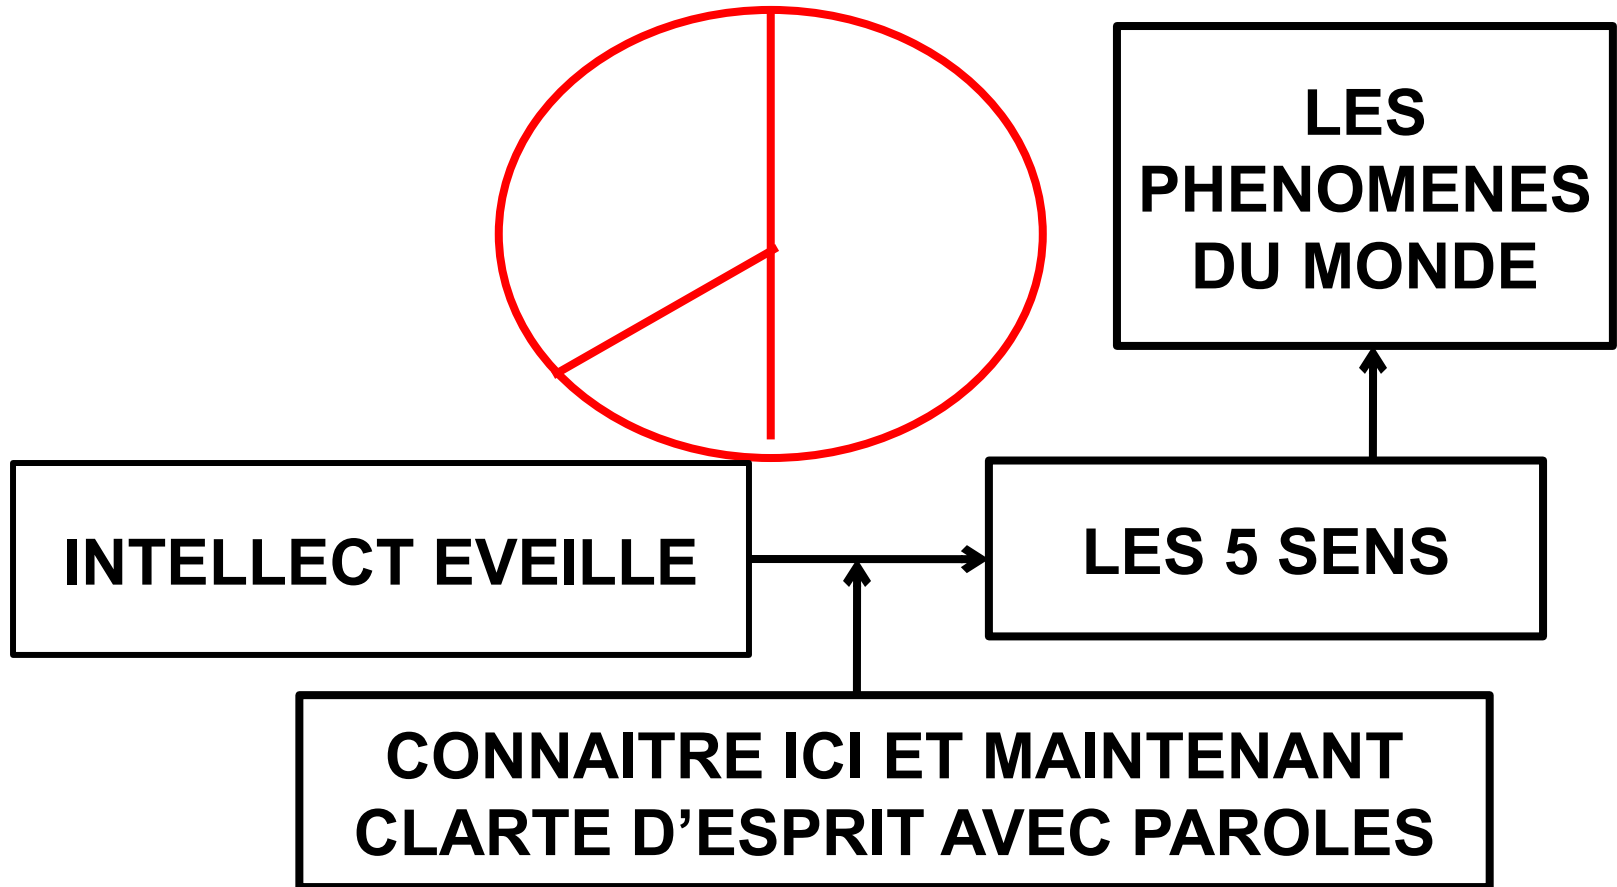 LES
PHENOMENES
DU MONDE
INTELLECT EVEILLE
LES 5 SENS
CONNAITRE ICI ET MAINTENANT
CLARTE D’ESPRIT AVEC PAROLES